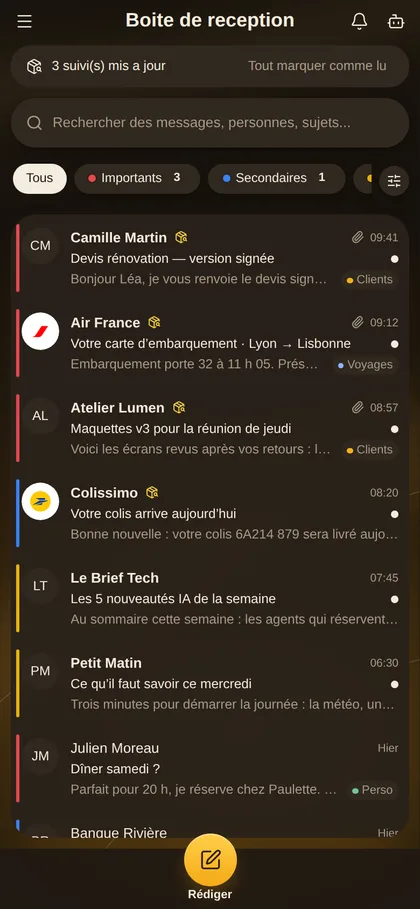 Boite de reception
3 suivi(s) mis a jour Tout marquer comme lu
Rechercher des messages, personnes, sujets...
Tous Importants 3 Secondaires 1
CM Camille Martin 09:41
Devis rénovation — version signée
Bonjour Léa, je vous renvoie le devis sign… Clients
Air France 09:12
Votre carte d’embarquement · Lyon → Lisbonne
Embarquement porte 32 à 11 h 05. Prés… Voyages
AL Atelier Lumen 08:57
Maquettes v3 pour la réunion de jeudi
Voici les écrans revus après vos retours : l… Clients
Colissimo 08:20
Votre colis arrive aujourd’hui
Bonne nouvelle : votre colis 6A214 879 sera livré aujo…
LT Le Brief Tech 07:45
Les 5 nouveautés IA de la semaine
Au sommaire cette semaine : les agents qui réservent…
PM Petit Matin 06:30
Ce qu’il faut savoir ce mercredi
Trois minutes pour démarrer la journée : la météo, un…
JM Julien Moreau Hier
Dîner samedi ?
Parfait pour 20 h, je réserve chez Paulette. … Perso
Banque Rivière Hier
Rédiger